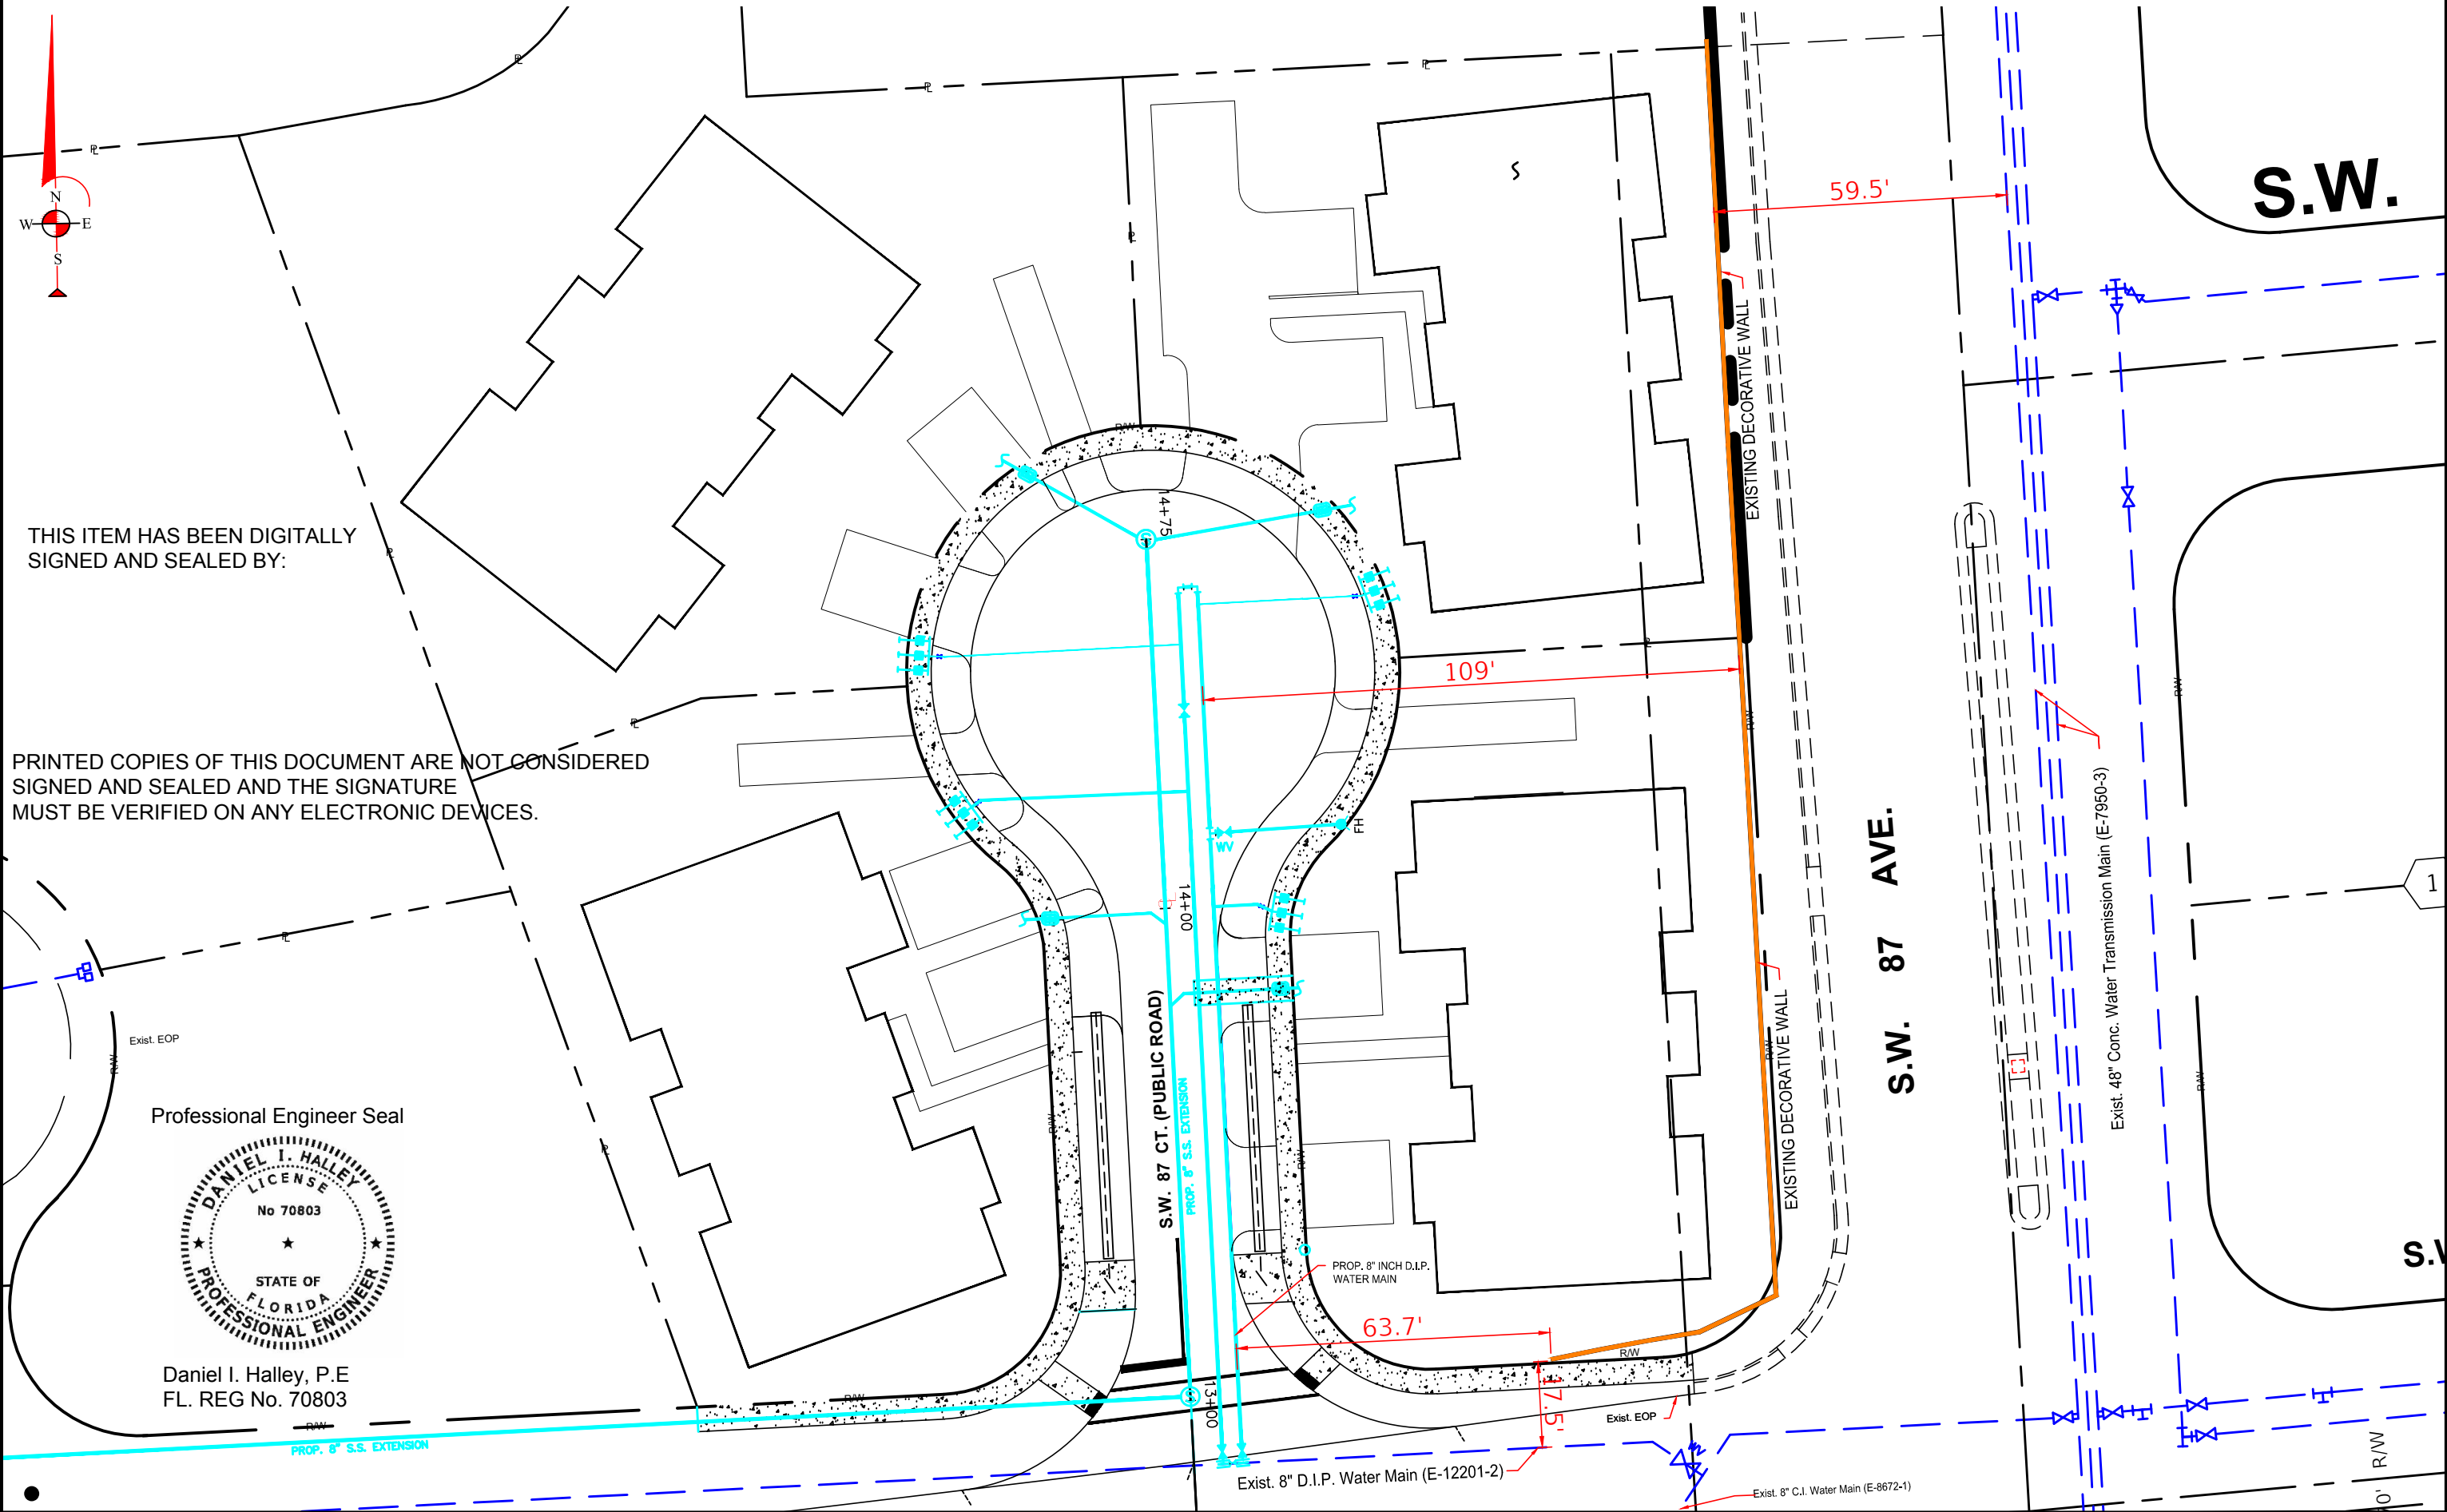 N
W E
S
THIS ITEM HAS BEEN DIGITALLY
SIGNED AND SEALED BY:
PRINTED COPIES OF THIS DOCUMENT ARE NOT CONSIDERED
SIGNED AND SEALED AND THE SIGNATURE
MUST BE VERIFIED ON ANY ELECTRONIC DEVICES.
Exist. EOP
R/W
Professional Engineer Seal
DANIEL I. HALLEY
LICENSE
No 70803
STATE OF
FLORIDA
PROFESSIONAL ENGINEER
Daniel I. Halley, P.E
FL. REG No. 70803
R/W
PROP. 8" S.S. EXTENSION
R/W
R/W
R/W
14+75
14+00
13+00
WV
FH
S.W. 87 CT. (PUBLIC ROAD)
PROP. 8" S.S. EXTENSION
R/W
PROP. 8" INCH D.I.P.
WATER MAIN
109'
63.7'
17.5'
59.5'
R/W
Exist. EOP
Exist. 8" D.I.P. Water Main (E-12201-2)
Exist. 8" C.I. Water Main (E-8672-1)
EXISTING DECORATIVE WALL
R/W
R/W
EXISTING DECORATIVE WALL
S.W. 87 AVE.
Exist. 48" Conc. Water Transmission Main (E-7950-3)
R/W
R/W
S.W.
1
R/W